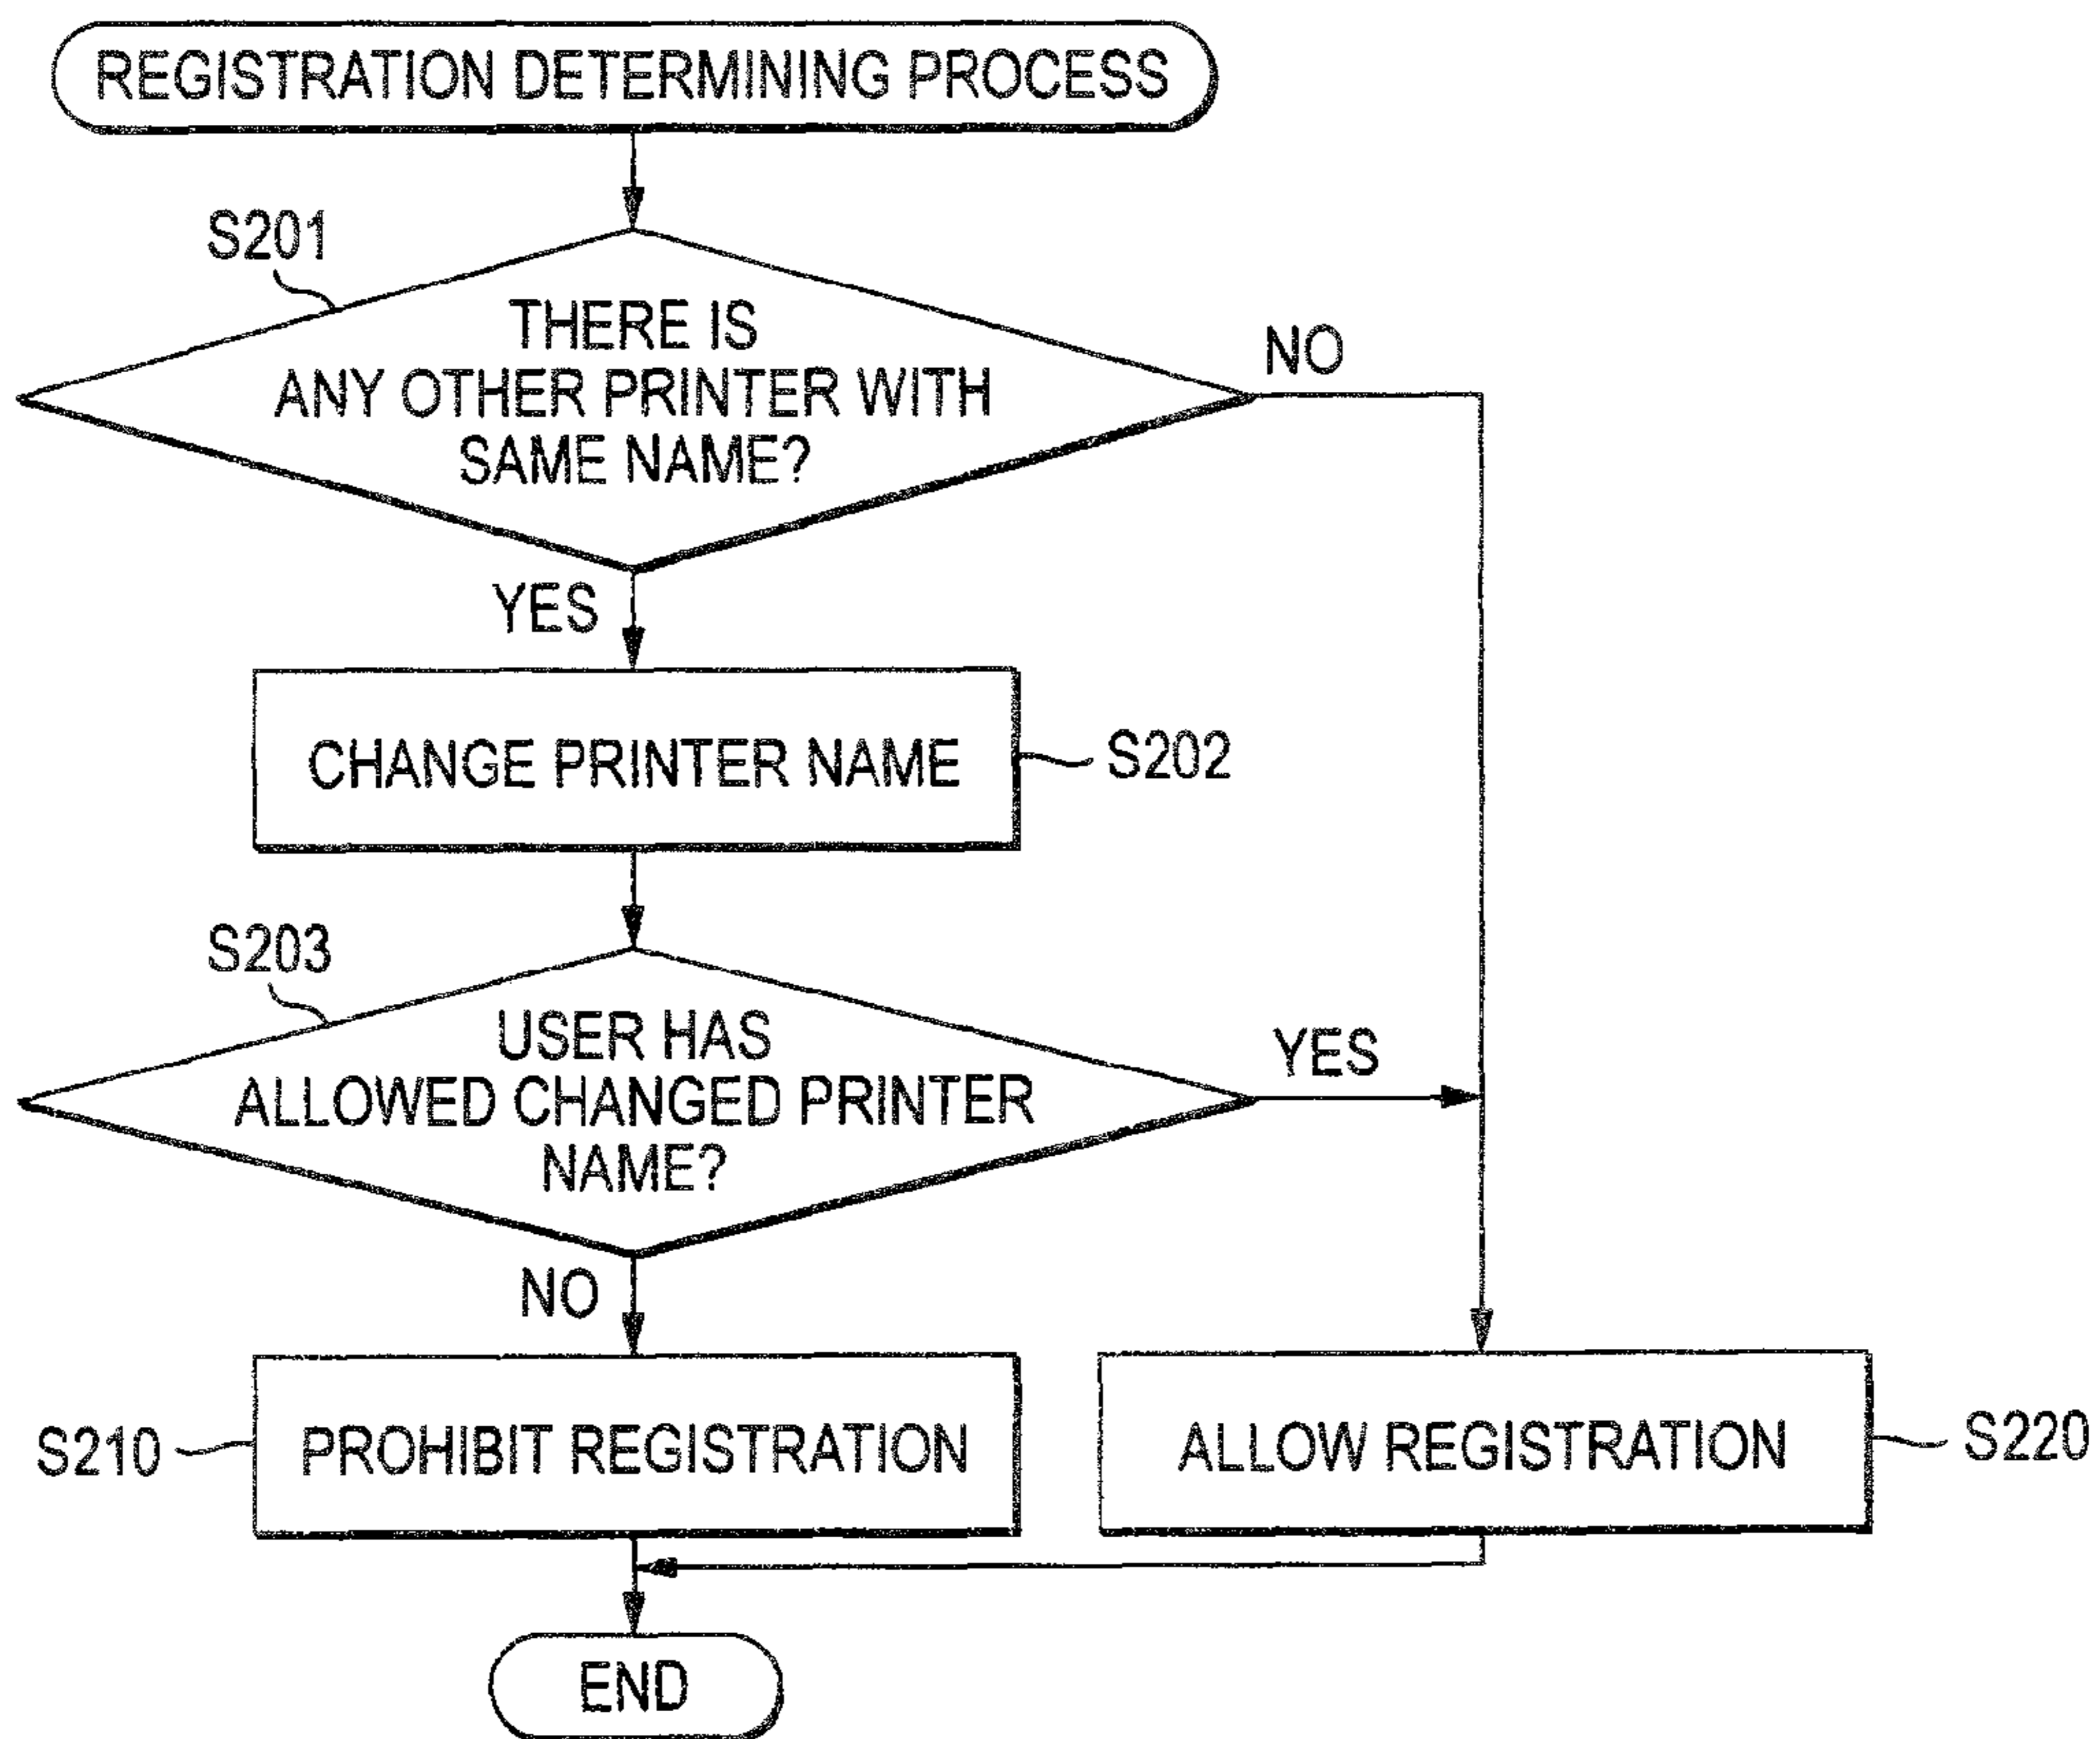 REGISTRATION DETERMINING PROCESS
S201
THERE IS
ANY OTHER PRINTER WITH
SAME NAME?
NO
YES
CHANGE PRINTER NAME
S202
S203
USER HAS
ALLOWED CHANGED PRINTER
NAME?
YES
NO
S210
PROHIBIT REGISTRATION
ALLOW REGISTRATION
S220
END